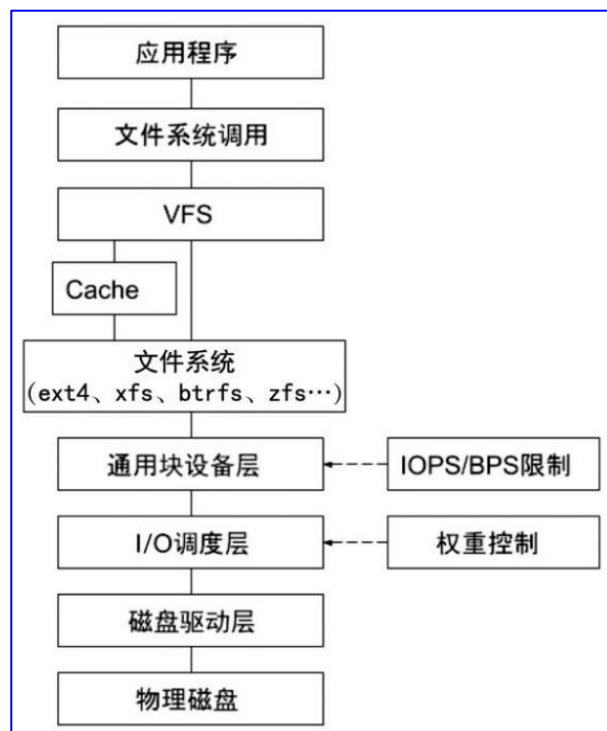 应用程序
文件系统调用
VFS
Cache
文件系统
(ext4、xfs、btrfs、zfs…)
通用块设备层
IOPS/BPS限制
I/O调度层
权重控制
磁盘驱动层
物理磁盘